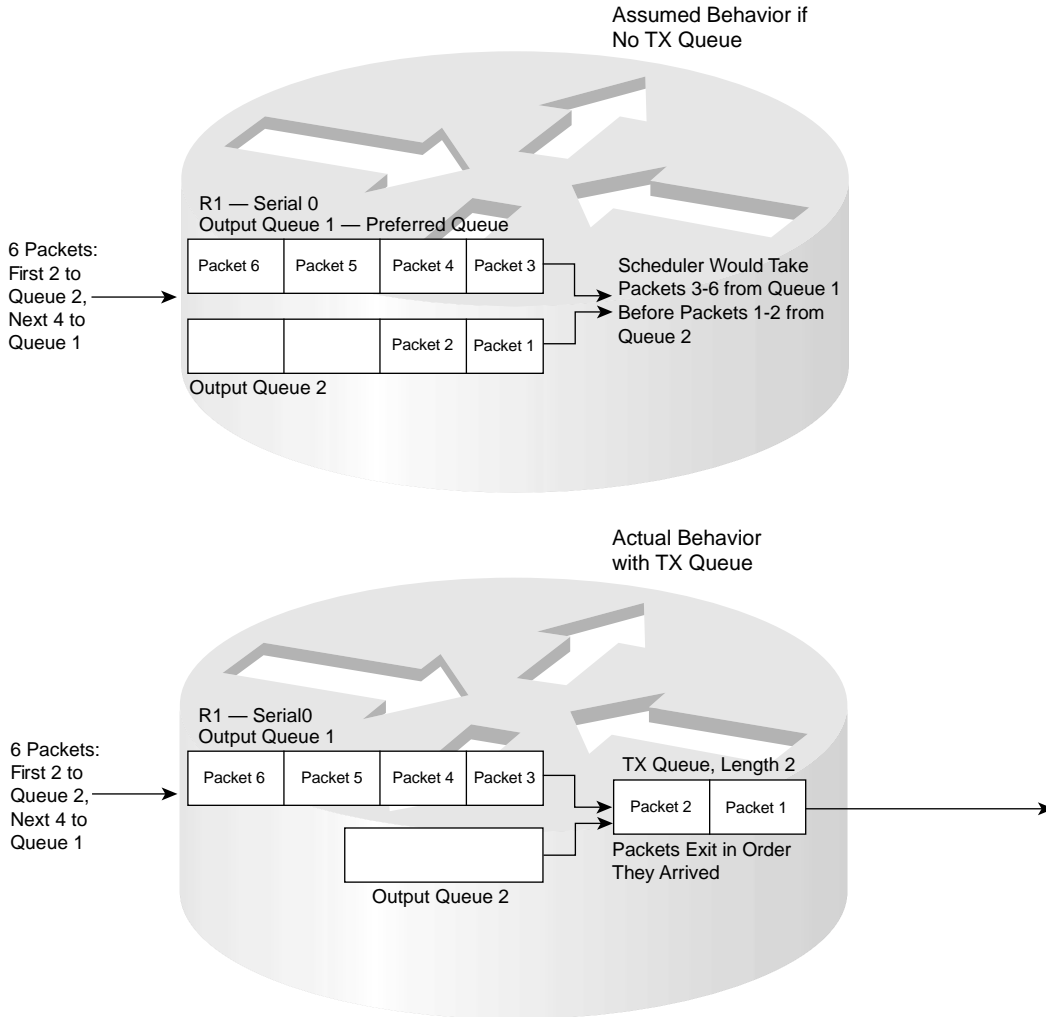 Assumed Behavior if
No TX Queue
R1 — Serial 0
Output Queue 1 — Preferred Queue
6 Packets:
First 2 to
Queue 2,
Next 4 to
Queue 1
Packet 6
Packet 5
Packet 4
Packet 3
Scheduler Would Take
Packets 3-6 from Queue 1
Before Packets 1-2 from
Queue 2
Packet 2
Packet 1
Output Queue 2
Actual Behavior
with TX Queue
R1 — Serial0
Output Queue 1
6 Packets:
First 2 to
Queue 2,
Next 4 to
Queue 1
Packet 6
Packet 5
Packet 4
Packet 3
TX Queue, Length 2
Packet 2
Packet 1
Packets Exit in Order
They Arrived
Output Queue 2